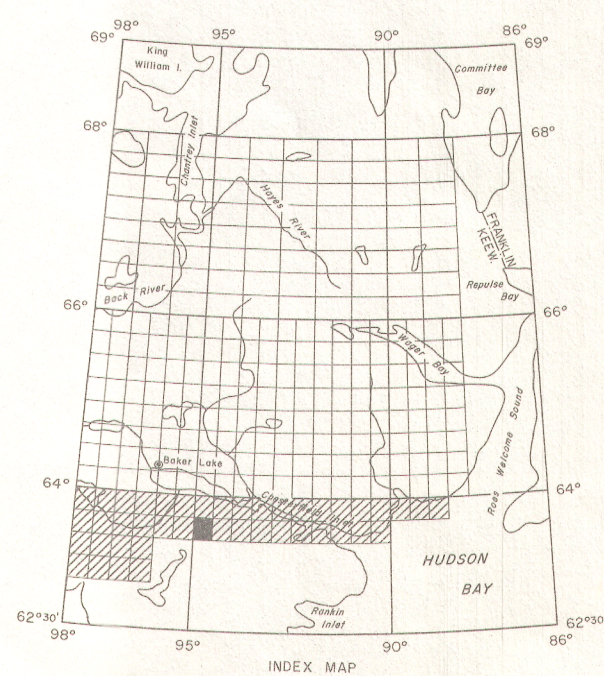 98°
95°
90°
86°
69°
69°
King
William I.
Committee
Bay
68°
68°
Chantrey Inlet
Hayes
River
FRANKLIN
KEEW.
Back River
Repulse
Bay
66°
66°
Wager Bay
Roes Welcome Sound
Baker Lake
64°
64°
Chesterfield Inlet
HUDSON
BAY
Rankin
Inlet
62°30'
62°30'
98°
95°
90°
86°
INDEX MAP